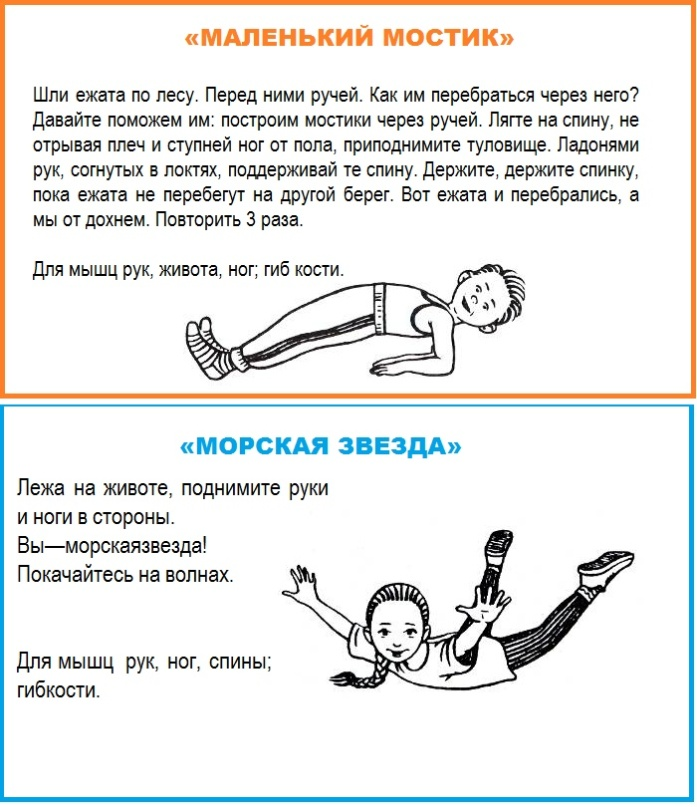 «МАЛЕНЬКИЙ МОСТИК»
Шли ежата по лесу. Перед ними ручей. Как им перебраться через него?
Давайте поможем им: построим мостики через ручей. Лягте на спину, не
отрывая плеч и ступней ног от пола, приподнимите туловище. Ладонями
рук, согнутых в локтях, поддерживай те спину. Держите, держите спинку,
пока ежата не перебегут на другой берег. Вот ежата и перебрались, а
мы от дохнем. Повторить 3 раза.
Для мышц рук, живота, ног; гиб кости.
«МОРСКАЯ ЗВЕЗДА»
Лежа на животе, поднимите руки
и ноги в стороны.
Вы—морскаязвезда!
Покачайтесь на волнах.
Для мышц рук, ног, спины;
гибкости.